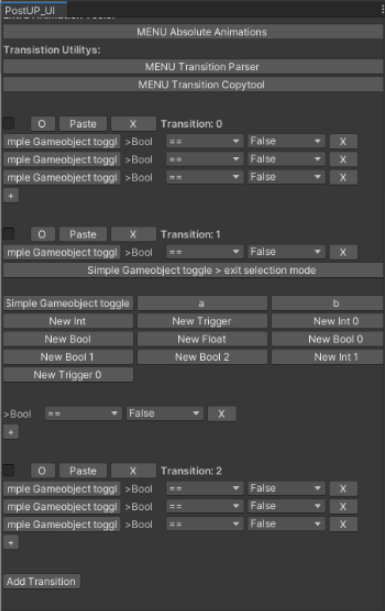 PostUP_UI
MENU Absolute Animations
Transistion Utilitys:
MENU Transition Parser
MENU Transition Copytool
O Paste X Transition: 0
mple Gameobject toggl >Bool == False X
mple Gameobject toggl >Bool == False X
mple Gameobject toggl >Bool == False X
+
O Paste X Transition: 1
mple Gameobject toggl >Bool == False X
Simple Gameobject toggle > exit selection mode
Simple Gameobject toggle a b
New Int New Trigger New Int 0
New Bool New Float New Bool 0
New Bool 1 New Bool 2 New Int 1
New Trigger 0
>Bool == False X
+
O Paste X Transition: 2
mple Gameobject toggl >Bool == False X
mple Gameobject toggl >Bool == False X
mple Gameobject toggl >Bool == False X
+
Add Transition